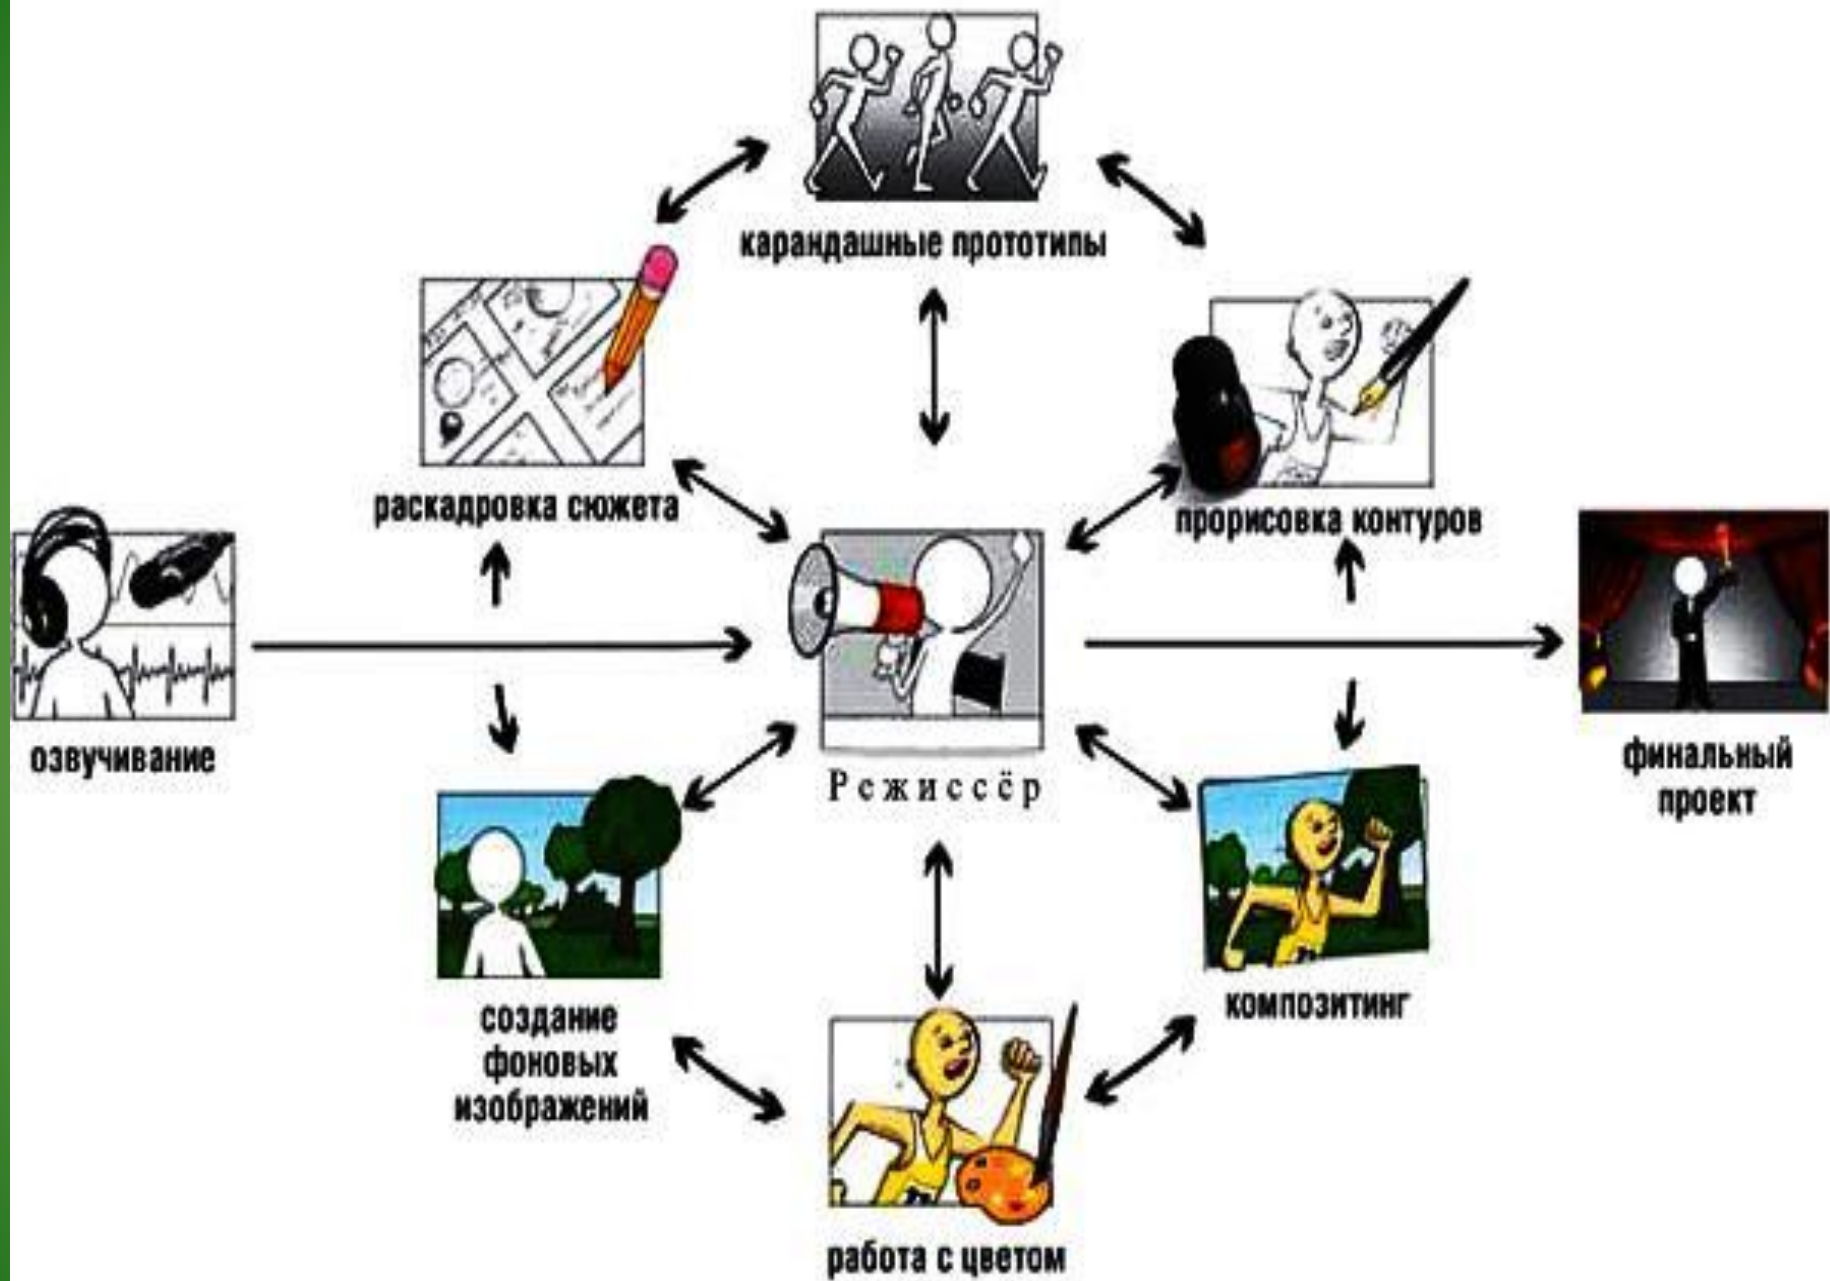 карандашные прототипы
раскадровка сюжета
прорисовка контуров
озвучивание
Режиссёр
финальный
проект
создание
фоновых
изображений
композитинг
работа с цветом